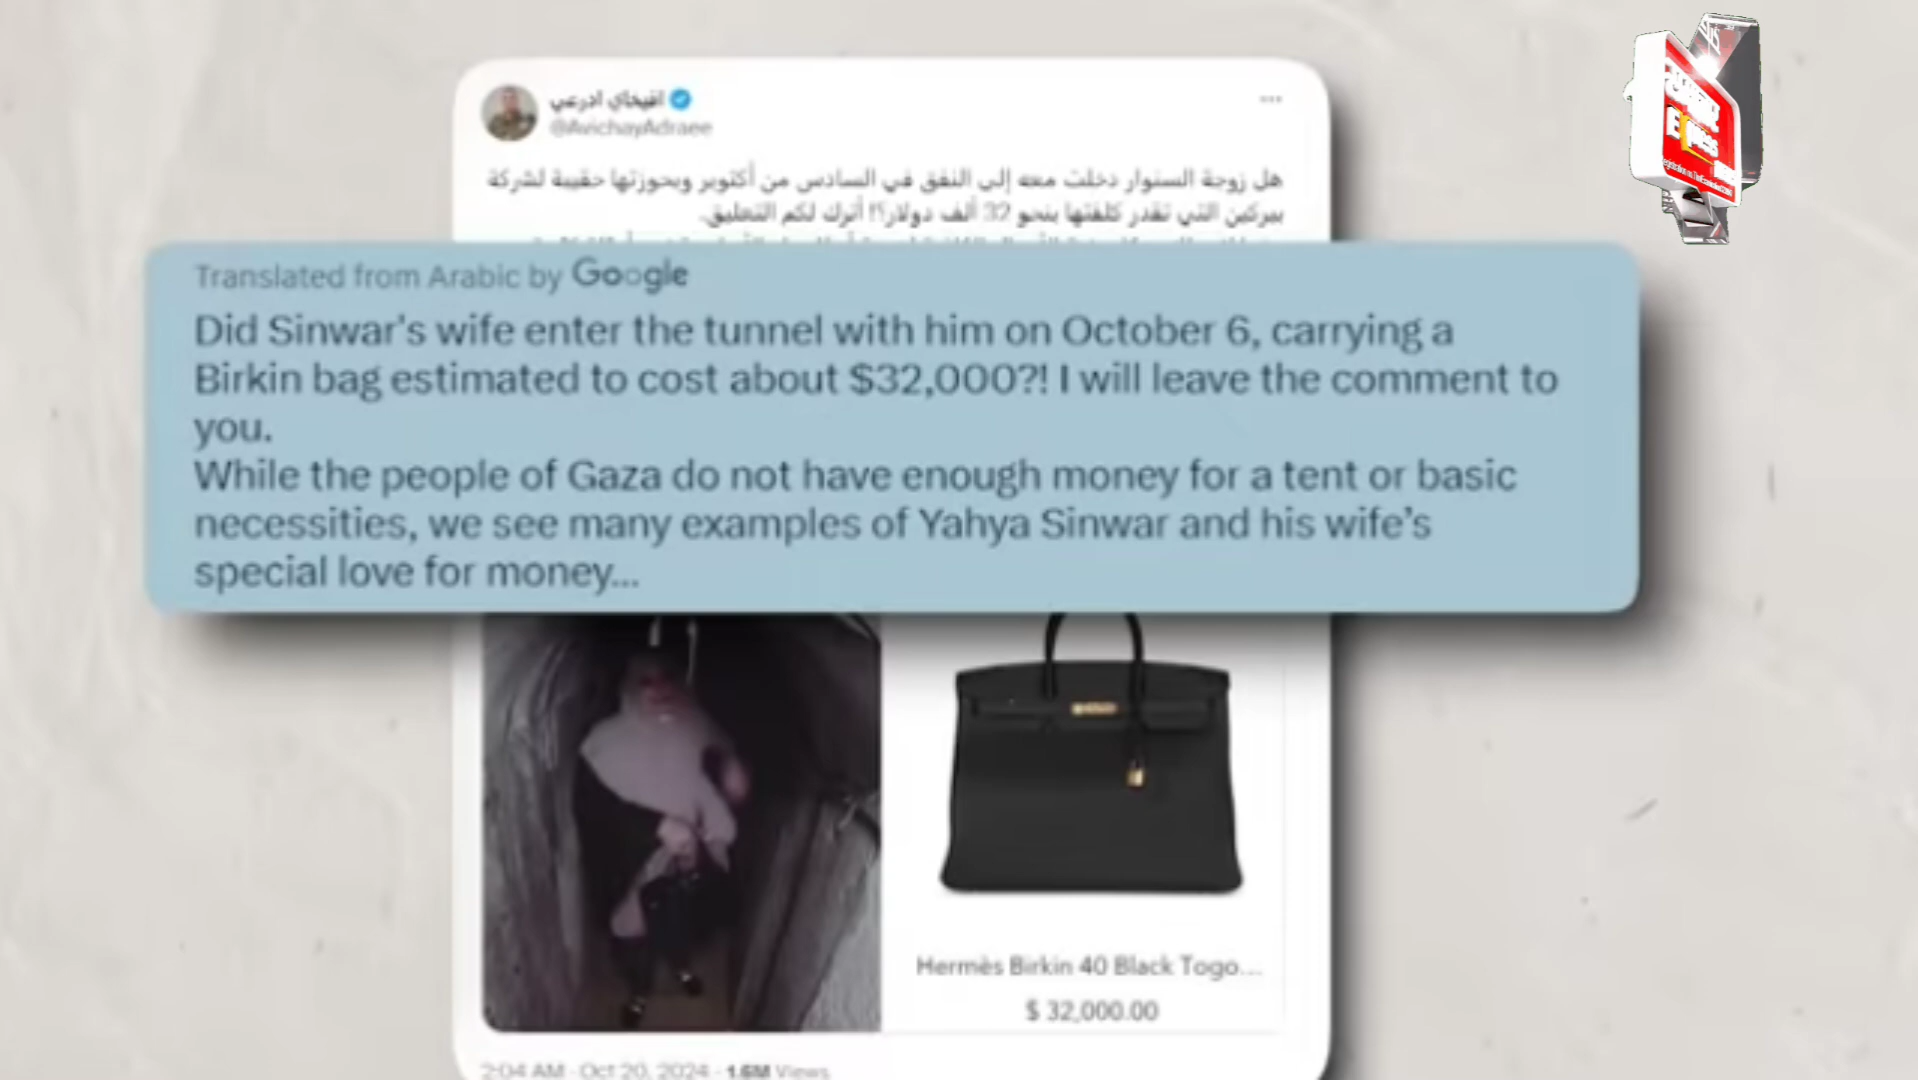 افيخاي ادرعي
@AvichayAdraee
هل زوجة السنوار دخلت معه إلى النفق في السادس من أكتوبر وبحوزتها حقيبة لشركة
بيركين التي تقدر كلفتها بنحو 32 ألف دولار؟! أترك لكم التعليق.
Translated from Arabic by Google
Did Sinwar's wife enter the tunnel with him on October 6, carrying a
Birkin bag estimated to cost about $32,000?! I will leave the comment to
you.
While the people of Gaza do not have enough money for a tent or basic
necessities, we see many examples of Yahya Sinwar and his wife's
special love for money...
Hermès Birkin 40 Black Togo...
$ 32,000.00
2:04 AM · Oct 20, 2024 · 1.6M Views